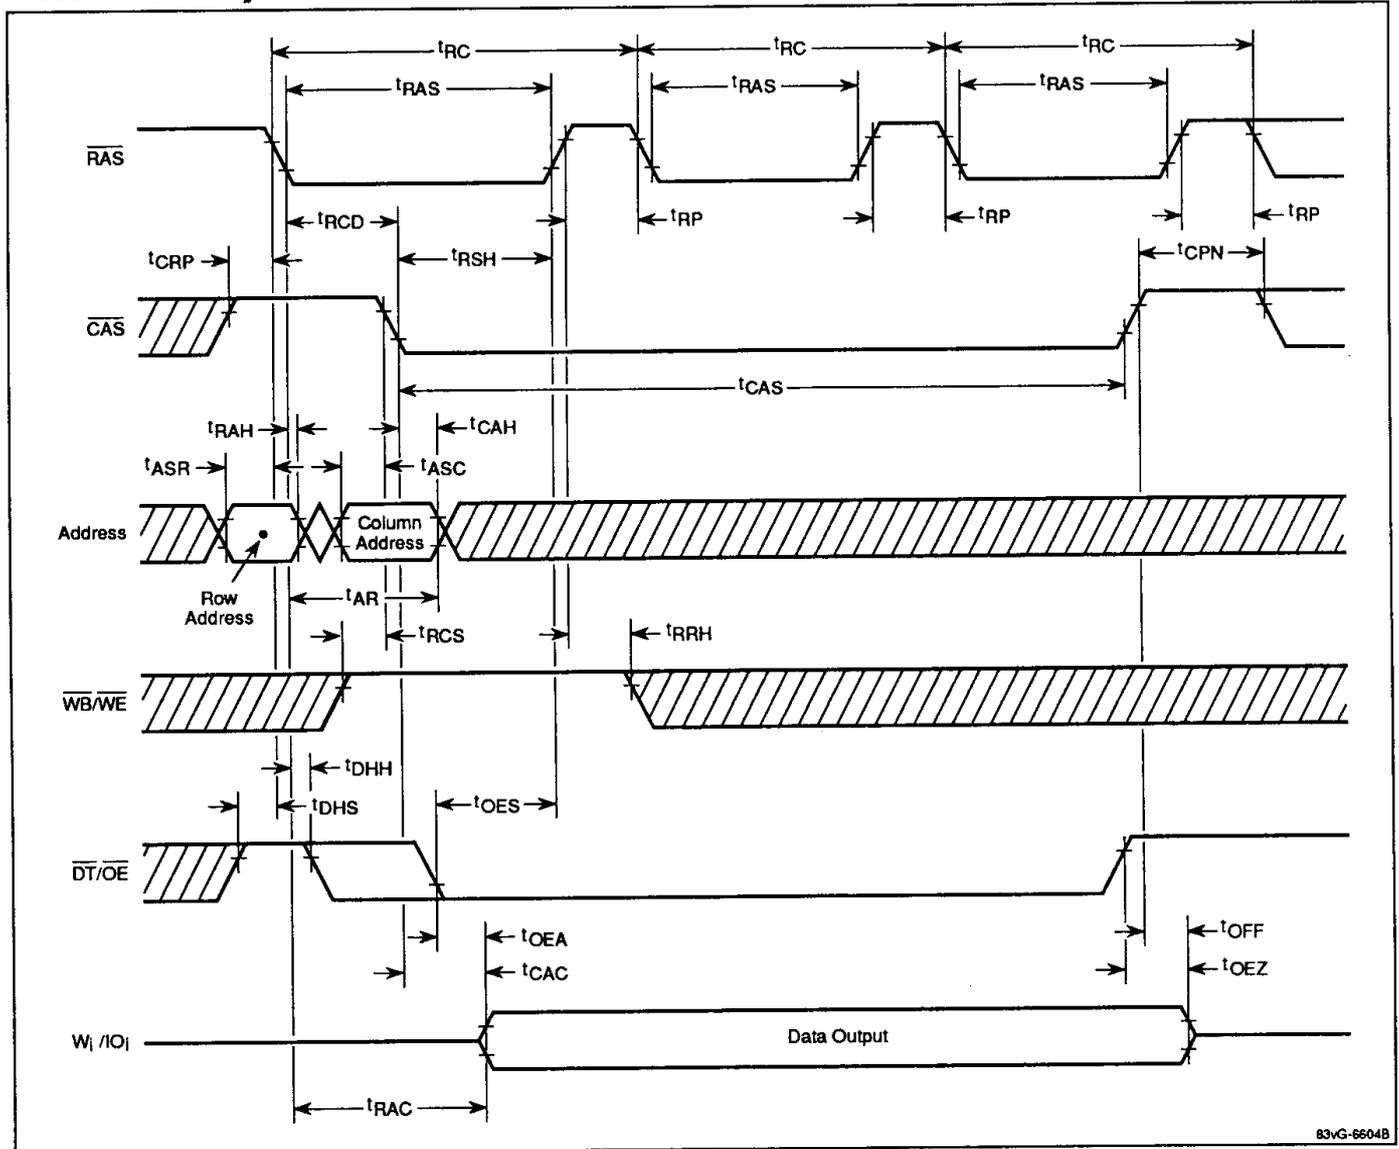 tRC tRC tRC
tRAS tRAS tRAS
RAS
tRCD tRP tRP tRP
tCRP tRSH tCPN
CAS
tCAS
tRAH tCAH
tASR tASC
Address Column
Address
Row
Address
tAR
tRCS tRRH
WB/WE
tDHH
tDHS tOES
DT/OE
tOEA tOFF
tCAC tOEZ
Wi /IOi Data Output
tRAC
83vG-6604B